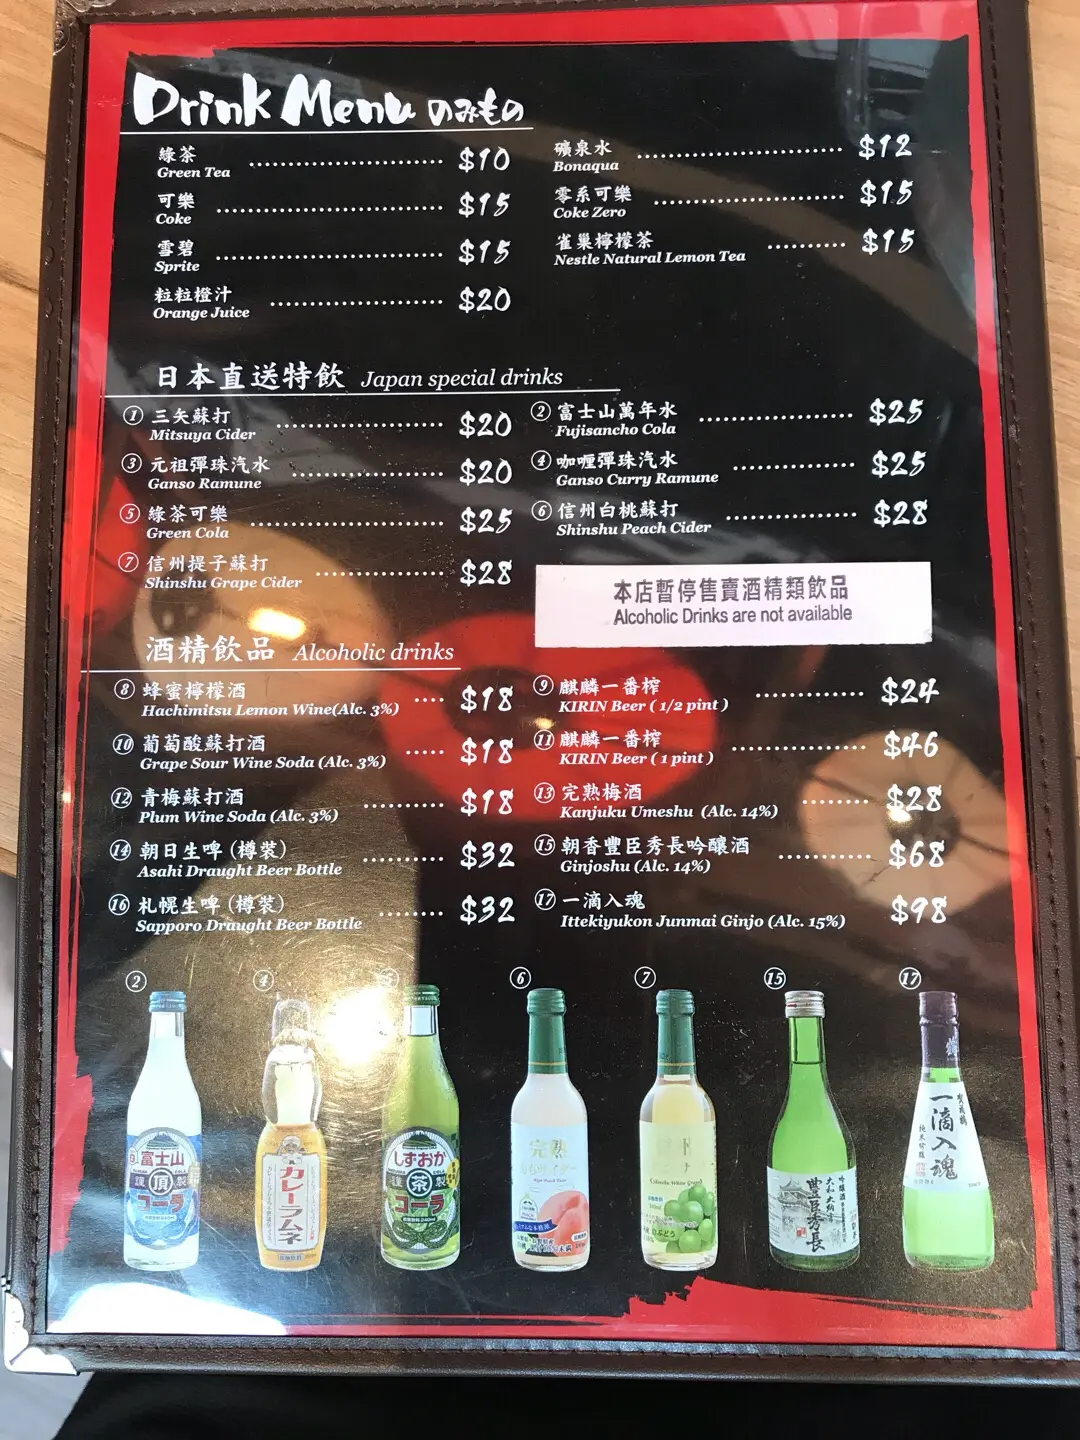 Drink Menu のみもの
綠茶 $10
Green Tea
可樂 $15
Coke
雪碧 $15
Sprite
粒粒橙汁 $20
Orange Juice
礦泉水 $12
Bonaqua
零系可樂 $15
Coke Zero
雀巢檸檬茶 $15
Nestle Natural Lemon Tea
日本直送特飲 Japan special drinks
① 三矢蘇打 $20
Mitsuya Cider
② 富士山萬年水 $25
Fujisancho Cola
③ 元祖彈珠汽水 $20
Ganso Ramune
④ 咖喱彈珠汽水 $25
Ganso Curry Ramune
⑤ 綠茶可樂 $25
Green Cola
⑥ 信州白桃蘇打 $28
Shinshu Peach Cider
⑦ 信州提子蘇打 $28
Shinshu Grape Cider
本店暫停售賣酒精類飲品
Alcoholic Drinks are not available
酒精飲品 Alcoholic drinks
⑧ 蜂蜜檸檬酒 $18
Hachimitsu Lemon Wine(Alc. 3%)
⑨ 麒麟一番榨 $24
KIRIN Beer ( 1/2 pint )
⑩ 葡萄酸蘇打酒 $18
Grape Sour Wine Soda (Alc. 3%)
⑪ 麒麟一番榨 $46
KIRIN Beer ( 1 pint )
⑫ 青梅蘇打酒 $18
Plum Wine Soda (Alc. 3%)
⑬ 完熟梅酒 $28
Kanjuku Umeshu (Alc. 14%)
⑭ 朝日生啤 (樽裝) $32
Asahi Draught Beer Bottle
⑮ 朝香豐臣秀長吟釀酒 $68
Ginjoshu (Alc. 14%)
⑯ 札幌生啤 (樽裝) $32
Sapporo Draught Beer Bottle
⑰ 一滴入魂 $98
Ittekiyukon Junmai Ginjo (Alc. 15%)
② ④ ⑤ ⑥ ⑦ ⑮ ⑰
富士山
頂
コーラ
カレーラムネ
しずおか
茶
コーラ
完熟
豊臣秀長
一滴入魂